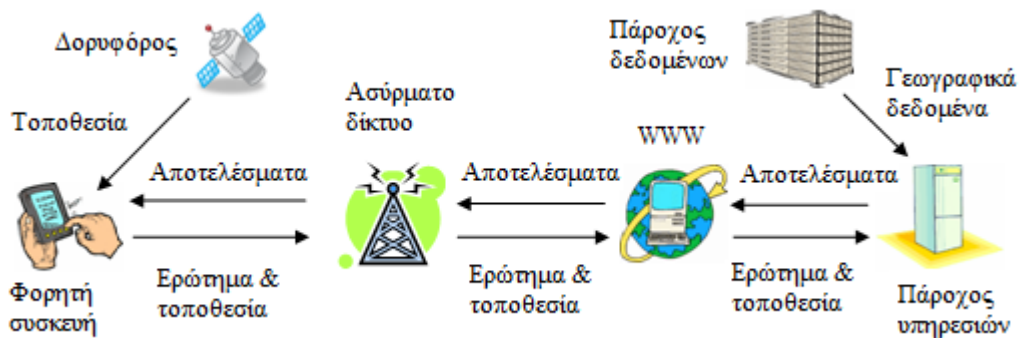 Δορυφόρος
Πάροχος
δεδομένων
Τοποθεσία
Ασύρματο
δίκτυο
Γεωγραφικά
δεδομένα
WWW
Αποτελέσματα
Αποτελέσματα
Αποτελέσματα
Ερώτημα &
τοποθεσία
Ερώτημα &
τοποθεσία
Ερώτημα &
τοποθεσία
Φορητή
συσκευή
Πάροχος
υπηρεσιών